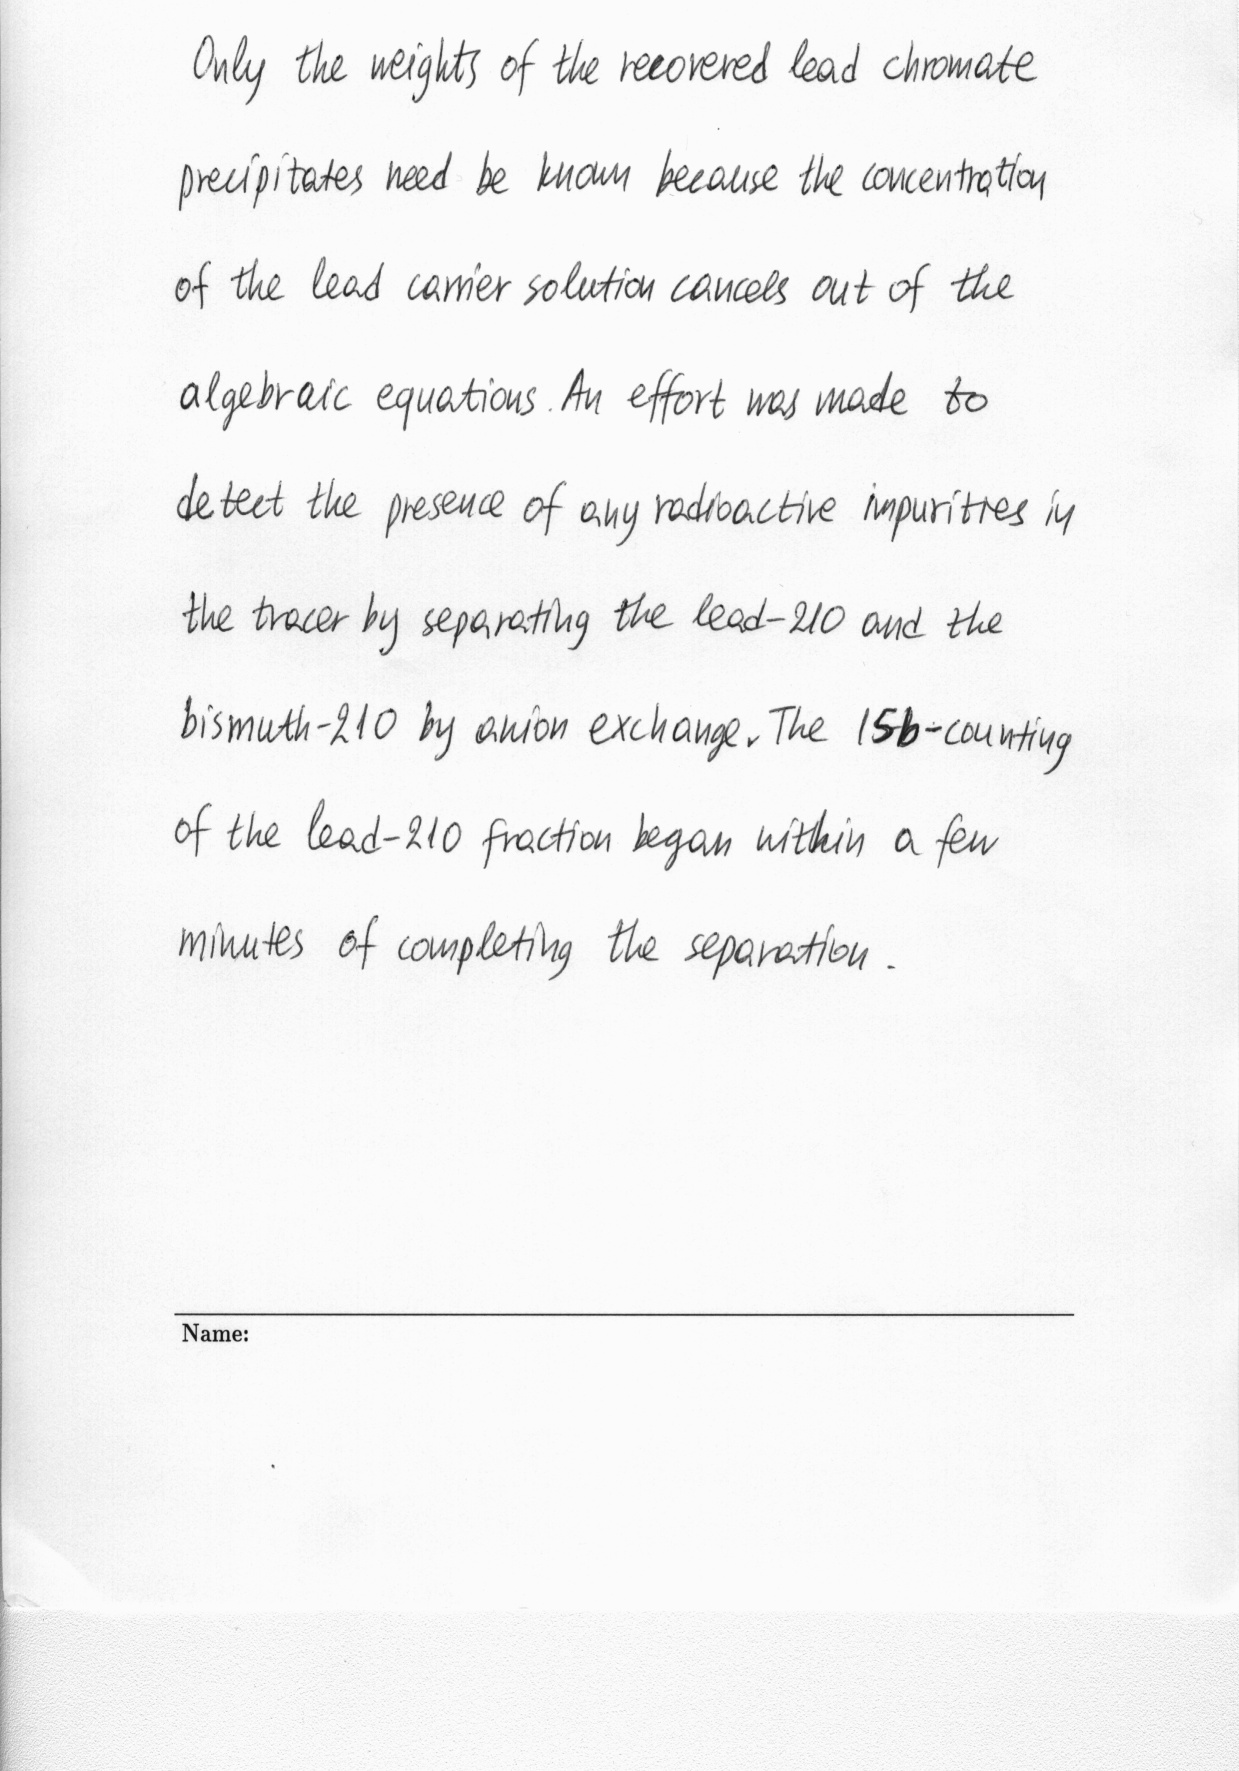 Only the weights of the recovered lead chromate
precipitates need be known because the concentration
of the lead carrier solution cancels out of the
algebraic equations. An effort was made to
detect the presence of any radioactive impurities in
the tracer by separating the lead-210 and the
bismuth-210 by anion exchange. The 15b-counting
of the lead-210 fraction began within a few
minutes of completing the separation.
Name: